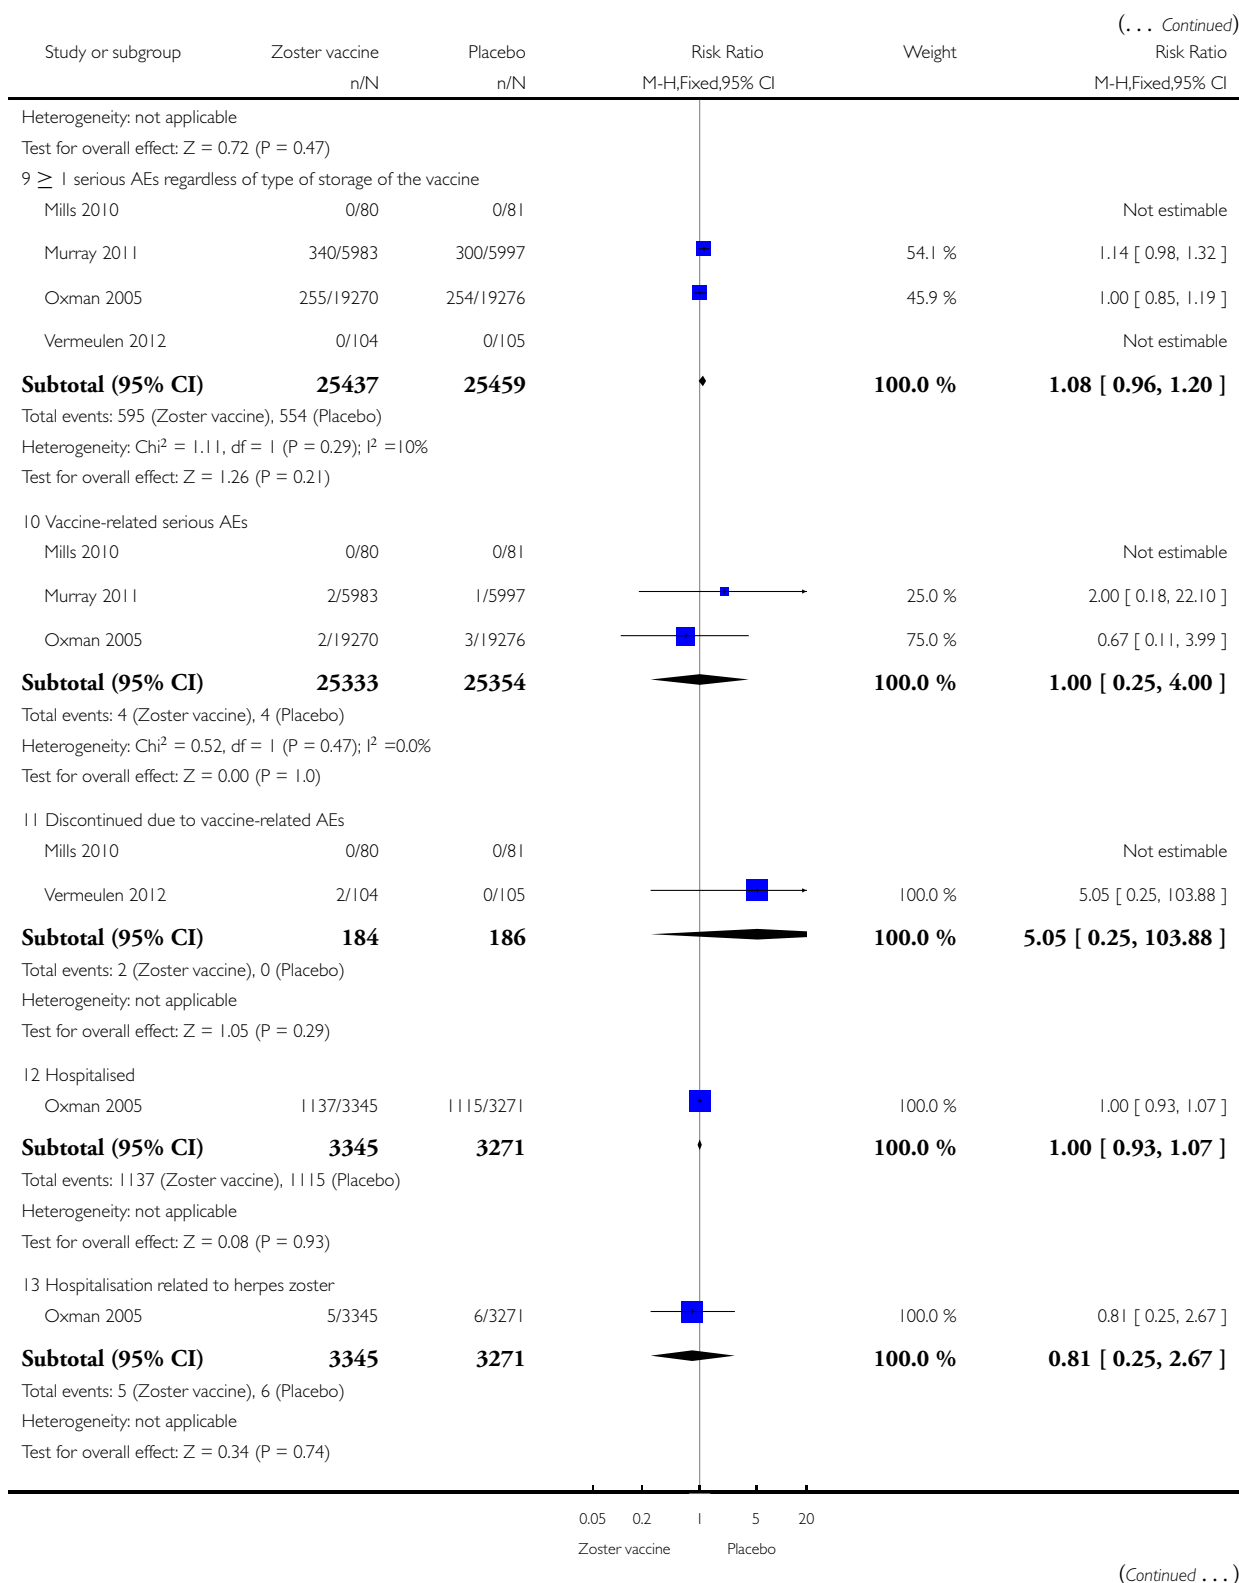 (... Continued)
Study or subgroup Zoster vaccine Placebo Risk Ratio Weight Risk Ratio
n/N n/N M-H,Fixed,95% CI M-H,Fixed,95% CI
Heterogeneity: not applicable
Test for overall effect: Z = 0.72 (P = 0.47)
9 ≥ 1 serious AEs regardless of type of storage of the vaccine
Mills 2010 0/80 0/81 Not estimable
Murray 2011 340/5983 300/5997 54.1 % 1.14 [ 0.98, 1.32 ]
Oxman 2005 255/19270 254/19276 45.9 % 1.00 [ 0.85, 1.19 ]
Vermeulen 2012 0/104 0/105 Not estimable
Subtotal (95% CI) 25437 25459 100.0 % 1.08 [ 0.96, 1.20 ]
Total events: 595 (Zoster vaccine), 554 (Placebo)
Heterogeneity: Chi² = 1.11, df = 1 (P = 0.29); I² =10%
Test for overall effect: Z = 1.26 (P = 0.21)
10 Vaccine-related serious AEs
Mills 2010 0/80 0/81 Not estimable
Murray 2011 2/5983 1/5997 25.0 % 2.00 [ 0.18, 22.10 ]
Oxman 2005 2/19270 3/19276 75.0 % 0.67 [ 0.11, 3.99 ]
Subtotal (95% CI) 25333 25354 100.0 % 1.00 [ 0.25, 4.00 ]
Total events: 4 (Zoster vaccine), 4 (Placebo)
Heterogeneity: Chi² = 0.52, df = 1 (P = 0.47); I² =0.0%
Test for overall effect: Z = 0.00 (P = 1.0)
11 Discontinued due to vaccine-related AEs
Mills 2010 0/80 0/81 Not estimable
Vermeulen 2012 2/104 0/105 100.0 % 5.05 [ 0.25, 103.88 ]
Subtotal (95% CI) 184 186 100.0 % 5.05 [ 0.25, 103.88 ]
Total events: 2 (Zoster vaccine), 0 (Placebo)
Heterogeneity: not applicable
Test for overall effect: Z = 1.05 (P = 0.29)
12 Hospitalised
Oxman 2005 1137/3345 1115/3271 100.0 % 1.00 [ 0.93, 1.07 ]
Subtotal (95% CI) 3345 3271 100.0 % 1.00 [ 0.93, 1.07 ]
Total events: 1137 (Zoster vaccine), 1115 (Placebo)
Heterogeneity: not applicable
Test for overall effect: Z = 0.08 (P = 0.93)
13 Hospitalisation related to herpes zoster
Oxman 2005 5/3345 6/3271 100.0 % 0.81 [ 0.25, 2.67 ]
Subtotal (95% CI) 3345 3271 100.0 % 0.81 [ 0.25, 2.67 ]
Total events: 5 (Zoster vaccine), 6 (Placebo)
Heterogeneity: not applicable
Test for overall effect: Z = 0.34 (P = 0.74)
0.05 0.2 1 5 20
Zoster vaccine Placebo
(Continued ...)